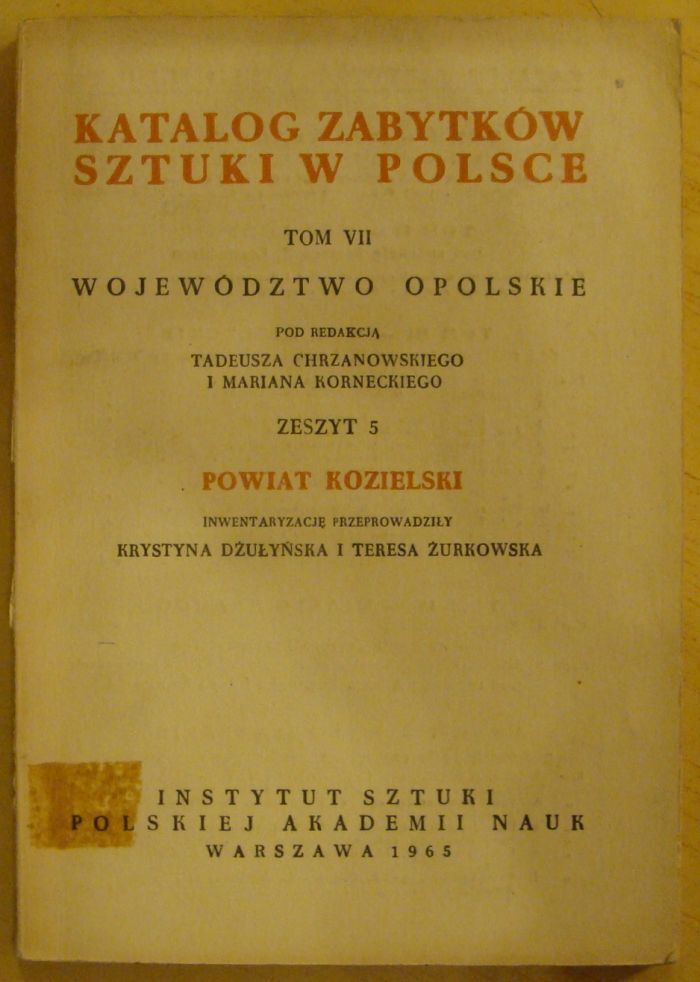 KATALOG ZABYTKÓW
SZTUKI W POLSCE
TOM VII
WOJEWÓDZTWO OPOLSKIE
POD REDAKCJĄ
TADEUSZA CHRZANOWSKIEGO
I MARIANA KORNECKIEGO
ZESZYT 5
POWIAT KOZIELSKI
INWENTARYZACJĘ PRZEPROWADZIŁY
KRYSTYNA DŻUŁYŃSKA I TERESA ŻURKOWSKA
INSTYTUT SZTUKI
POLSKIEJ AKADEMII NAUK
WARSZAWA 1965